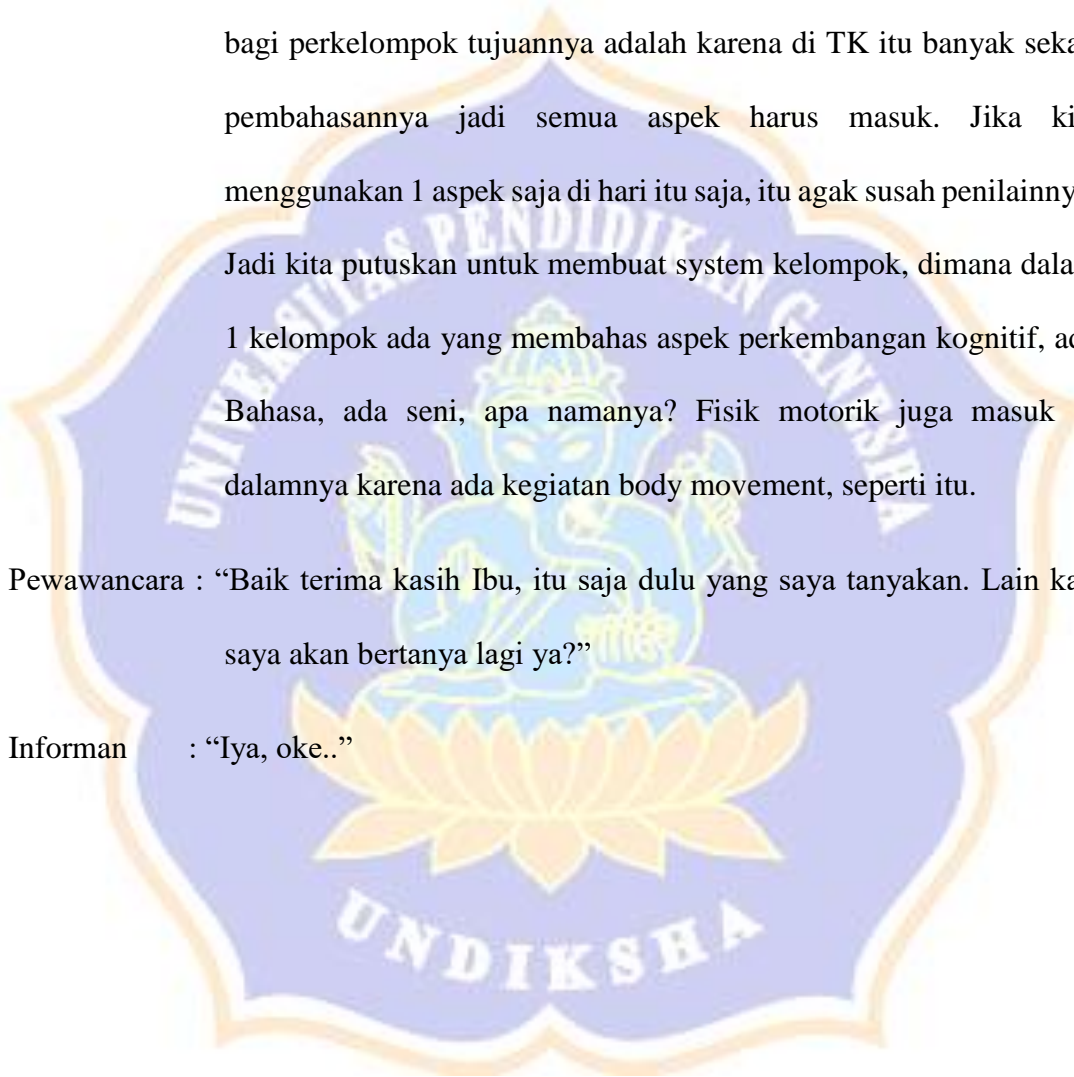 bagi perkelompok tujuannya adalah karena di TK itu banyak seka
pembahasannya jadi semua aspek harus masuk. Jika ki
menggunakan 1 aspek saja di hari itu saja, itu agak susah penilainny
Jadi kita putuskan untuk membuat system kelompok, dimana dala
1 kelompok ada yang membahas aspek perkembangan kognitif, ad
Bahasa, ada seni, apa namanya? Fisik motorik juga masuk
dalamnya karena ada kegiatan body movement, seperti itu.
Pewawancara : “Baik terima kasih Ibu, itu saja dulu yang saya tanyakan. Lain ka
saya akan bertanya lagi ya?”
Informan : “Iya, oke..”
UNIVERSITAS PENDIDIKAN GANESHA
UNDIKSHA